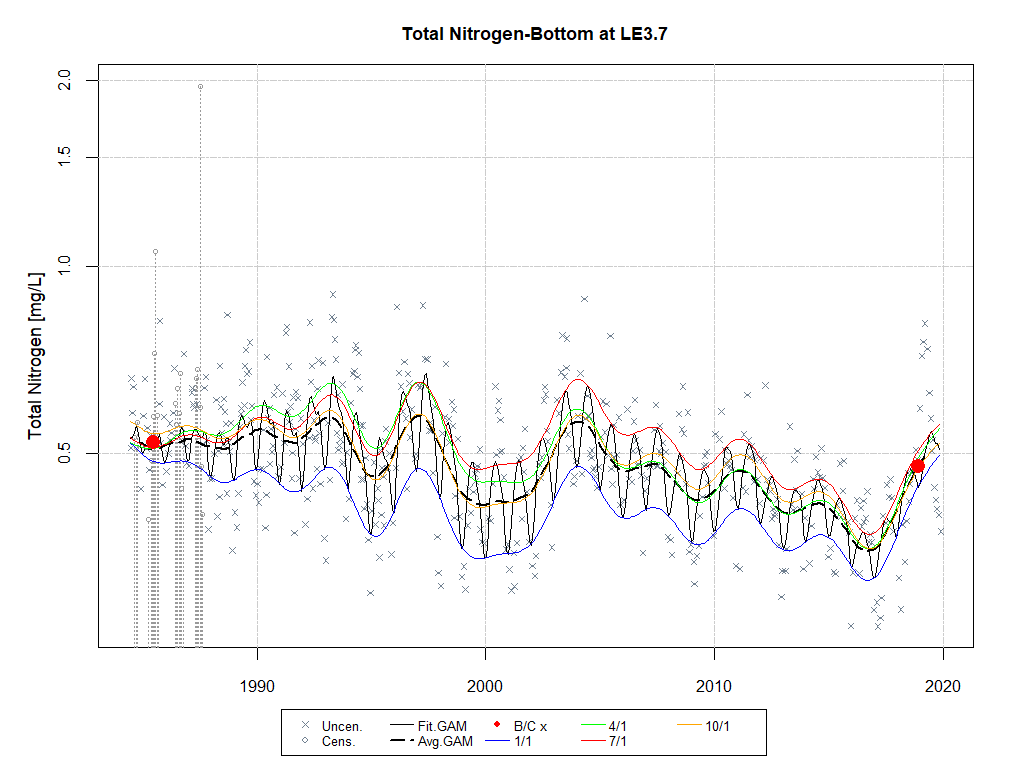 Total Nitrogen-Bottom at LE3.7
Total Nitrogen [mg/L]
2.0
1.5
1.0
0.5
1990 2000 2010 2020
Uncen. Fit.GAM B/C x 4/1 10/1
Cens. Avg.GAM 1/1 7/1